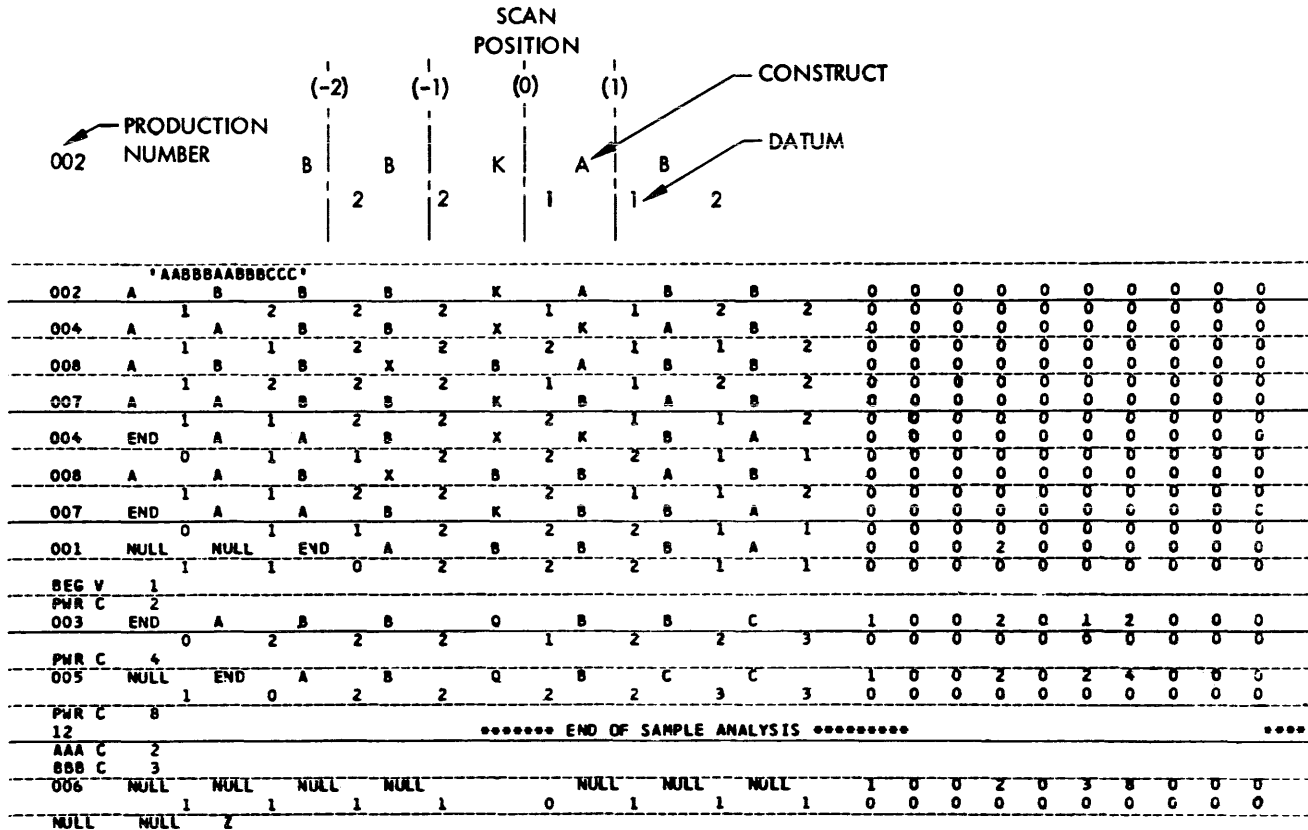 SCAN
POSITION
(-2) (-1) (0) (1) CONSTRUCT
PRODUCTION
NUMBER DATUM
002 B B K A B
2 2 1 1 2
'AABBBAABBBCCC'
002 A B B B K A B B 0 0 0 0 0 0 0 0 0 0
1 2 2 2 1 1 2 2 0 0 0 0 0 0 0 0 0 0
004 A A B B X K A B 0 0 0 0 0 0 0 0 0 0
1 1 2 2 2 1 1 2 0 0 0 0 0 0 0 0 0 0
008 A B B X B A B B 0 0 0 0 0 0 0 0 0 0
1 2 2 2 1 1 2 2 0 0 0 0 0 0 0 0 0 0
007 A A B B K B A B 0 0 0 0 0 0 0 0 0 0
1 1 2 2 2 1 1 2 0 0 0 0 0 0 0 0 0 0
004 END A A B X K B A 0 0 0 0 0 0 0 0 0 0
0 1 1 2 2 2 1 1 0 0 0 0 0 0 0 0 0 0
008 A A B X B B A B 0 0 0 0 0 0 0 0 0 0
1 1 2 2 2 1 1 2 0 0 0 0 0 0 0 0 0 0
007 END A A B K B B A 0 0 0 0 0 0 0 0 0
0 1 1 2 2 2 1 1 0 0 0 0 0 0 0 0 0 0
001 NULL NULL END A B B B A 0 0 0 2 0 0 0 0 0 0
1 1 0 2 2 2 1 1 0 0 0 0 0 0 0 0 0 0
BEG V 1
PWR C 2
003 END A B B Q B B C 1 0 0 2 0 1 2 0 0 0
0 2 2 2 1 2 2 3 0 0 0 0 0 0 0 0 0 0
PWR C 4
005 NULL END A B Q B C C 1 0 0 2 0 2 4 0 0 0
1 0 2 2 2 2 3 3 0 0 0 0 0 0 0 0 0 0
PWR C 8
12 ******* END OF SAMPLE ANALYSIS ********* ****
AAA C 2
BBB C 3
006 NULL NULL NULL NULL NULL NULL NULL 1 0 0 2 0 3 8 0 0 0
1 1 1 1 0 1 1 1 0 0 0 0 0 0 0 0 0 0
NULL NULL Z